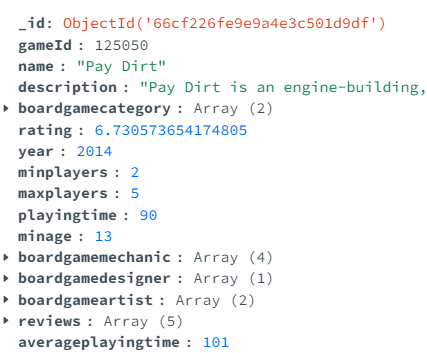 _id: ObjectId('66cf226fe9e9a4e3c501d9df')
gameId : 125050
name : "Pay Dirt"
description : "Pay Dirt is an engine-building,
boardgamecategory : Array (2)
rating : 6.730573654174805
year : 2014
minplayers : 2
maxplayers : 5
playingtime : 90
minage : 13
boardgamemechanic : Array (4)
boardgamedesigner : Array (1)
boardgameartist : Array (2)
reviews : Array (5)
averageplayingtime : 101